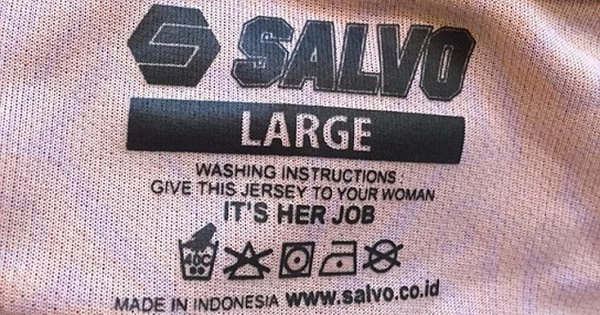 SALVO
LARGE
WASHING INSTRUCTIONS
GIVE THIS JERSEY TO YOUR WOMAN
IT'S HER JOB
40C
MADE IN INDONESIA www.salvo.co.id